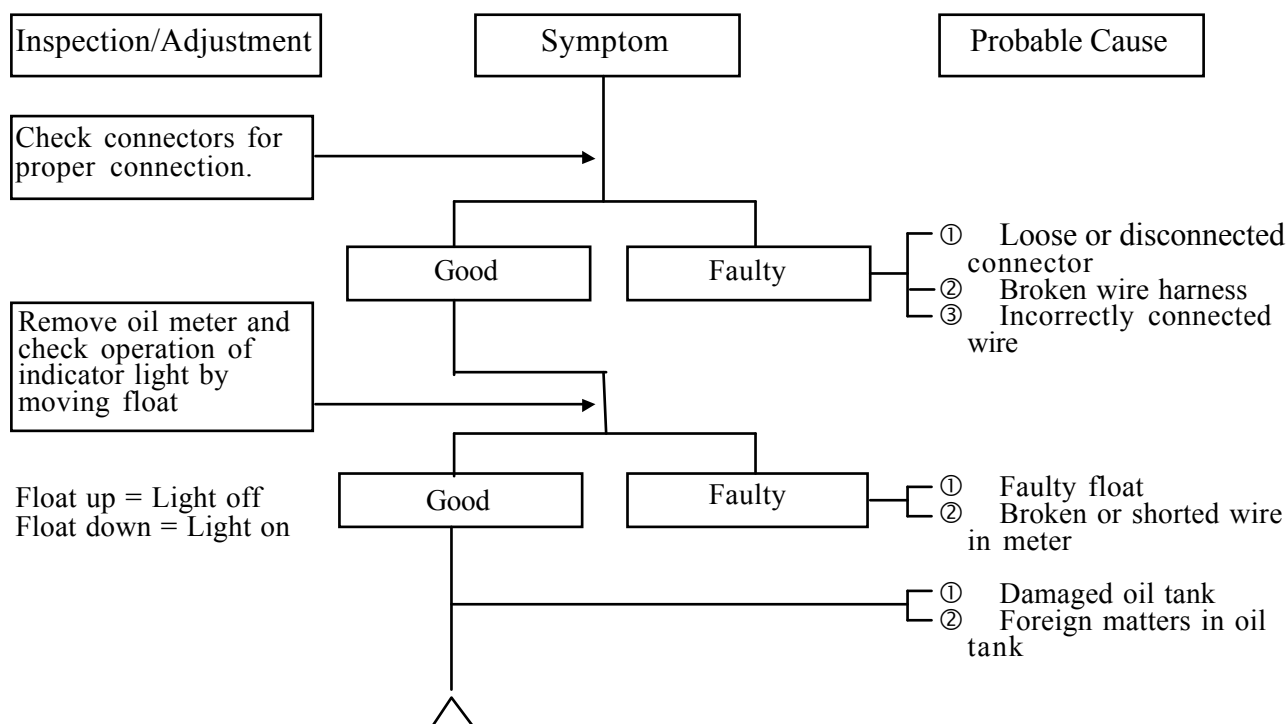 Inspection/Adjustment
Symptom
Probable Cause
Check connectors for
proper connection.
Good
Faulty
① Loose or disconnected
connector
② Broken wire harness
③ Incorrectly connected
wire
Remove oil meter and
check operation of
indicator light by
moving float
Float up = Light off
Float down = Light on
Good
Faulty
① Faulty float
② Broken or shorted wire
in meter
① Damaged oil tank
② Foreign matters in oil
tank